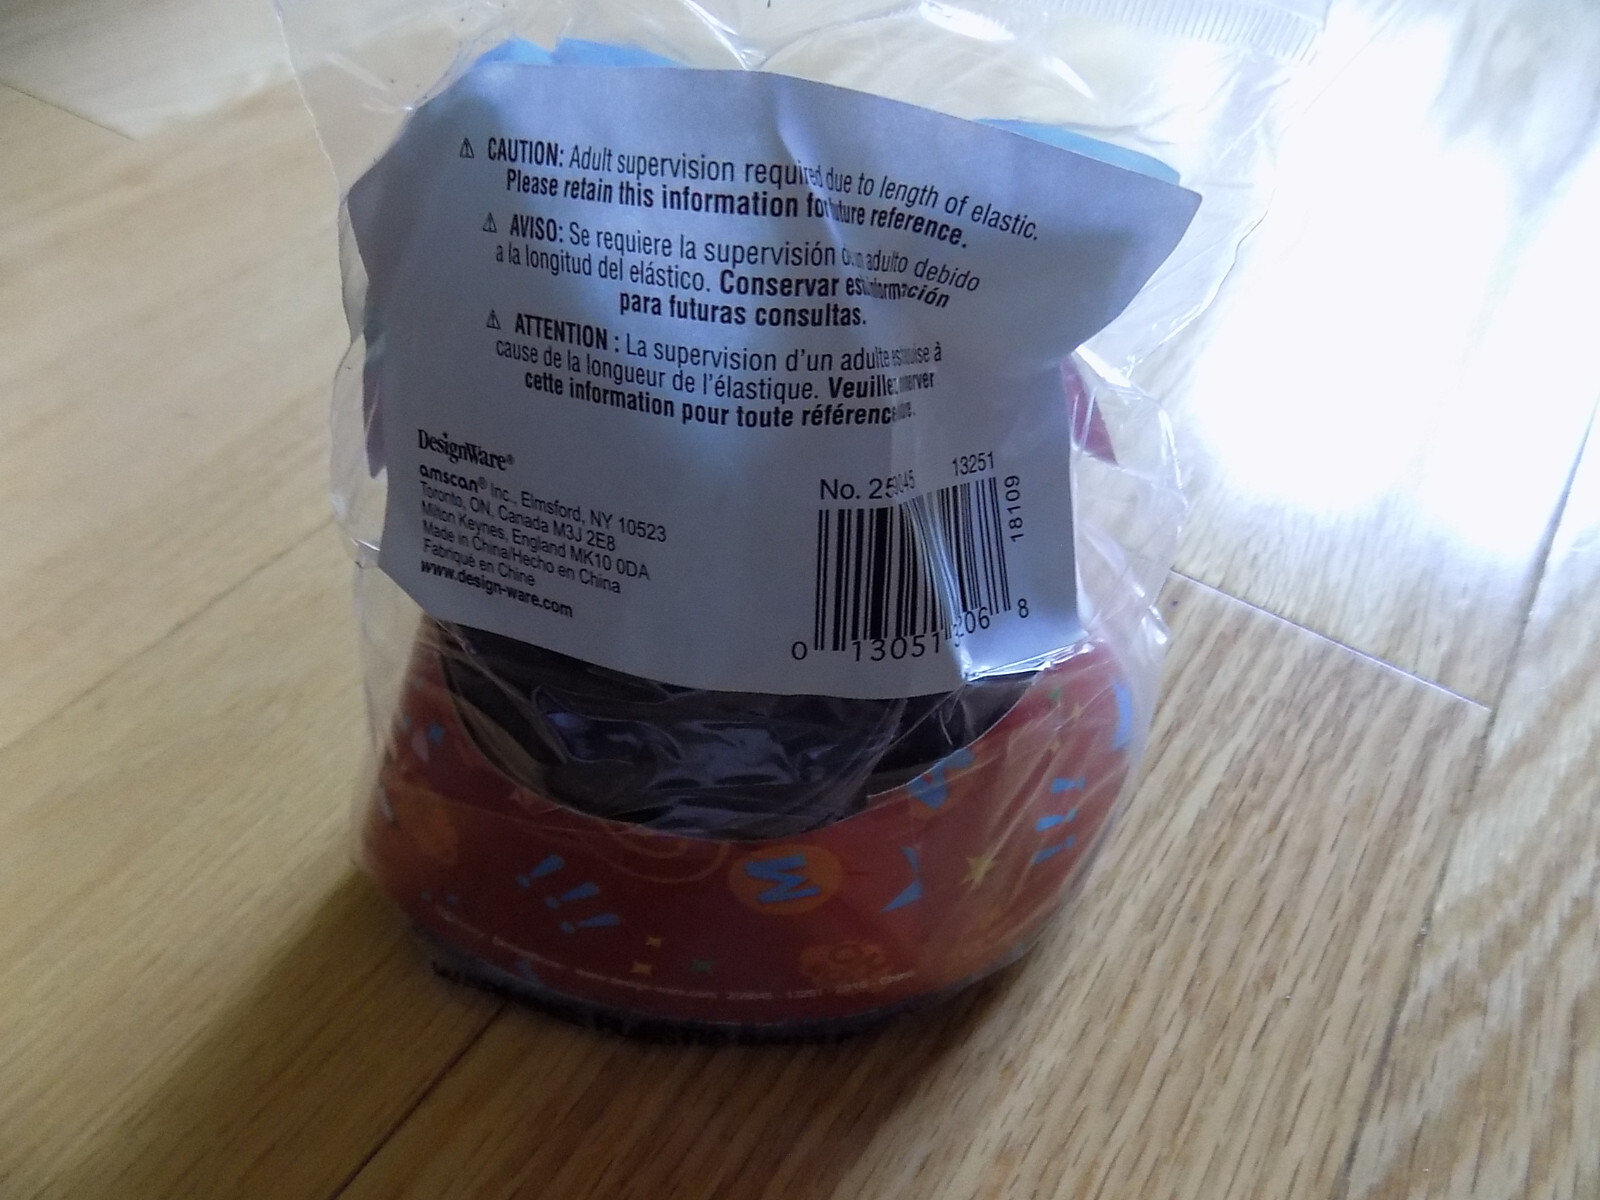 ⚠ CAUTION: Adult supervision required due to length of elastic.
Please retain this information for reference.
⚠ AVISO: Se requiere la supervisión adulto debido
a la longitud del elástico. Conservar
para futuras consultas.
⚠ ATTENTION : La supervision d'un adulte à
cause de la longueur de l'élastique. Veuillez
cette information pour toute
DesignWare®
amscan® Inc., Elmsford, NY 10523
Toronto, ON, Canada M3J 2E8
Milton Keynes, England MK10 0DA
Made in China/Hecho en China
Fabriqué en Chine
www.design-ware.com
No.
13251
18109
0 13051 206 8
M